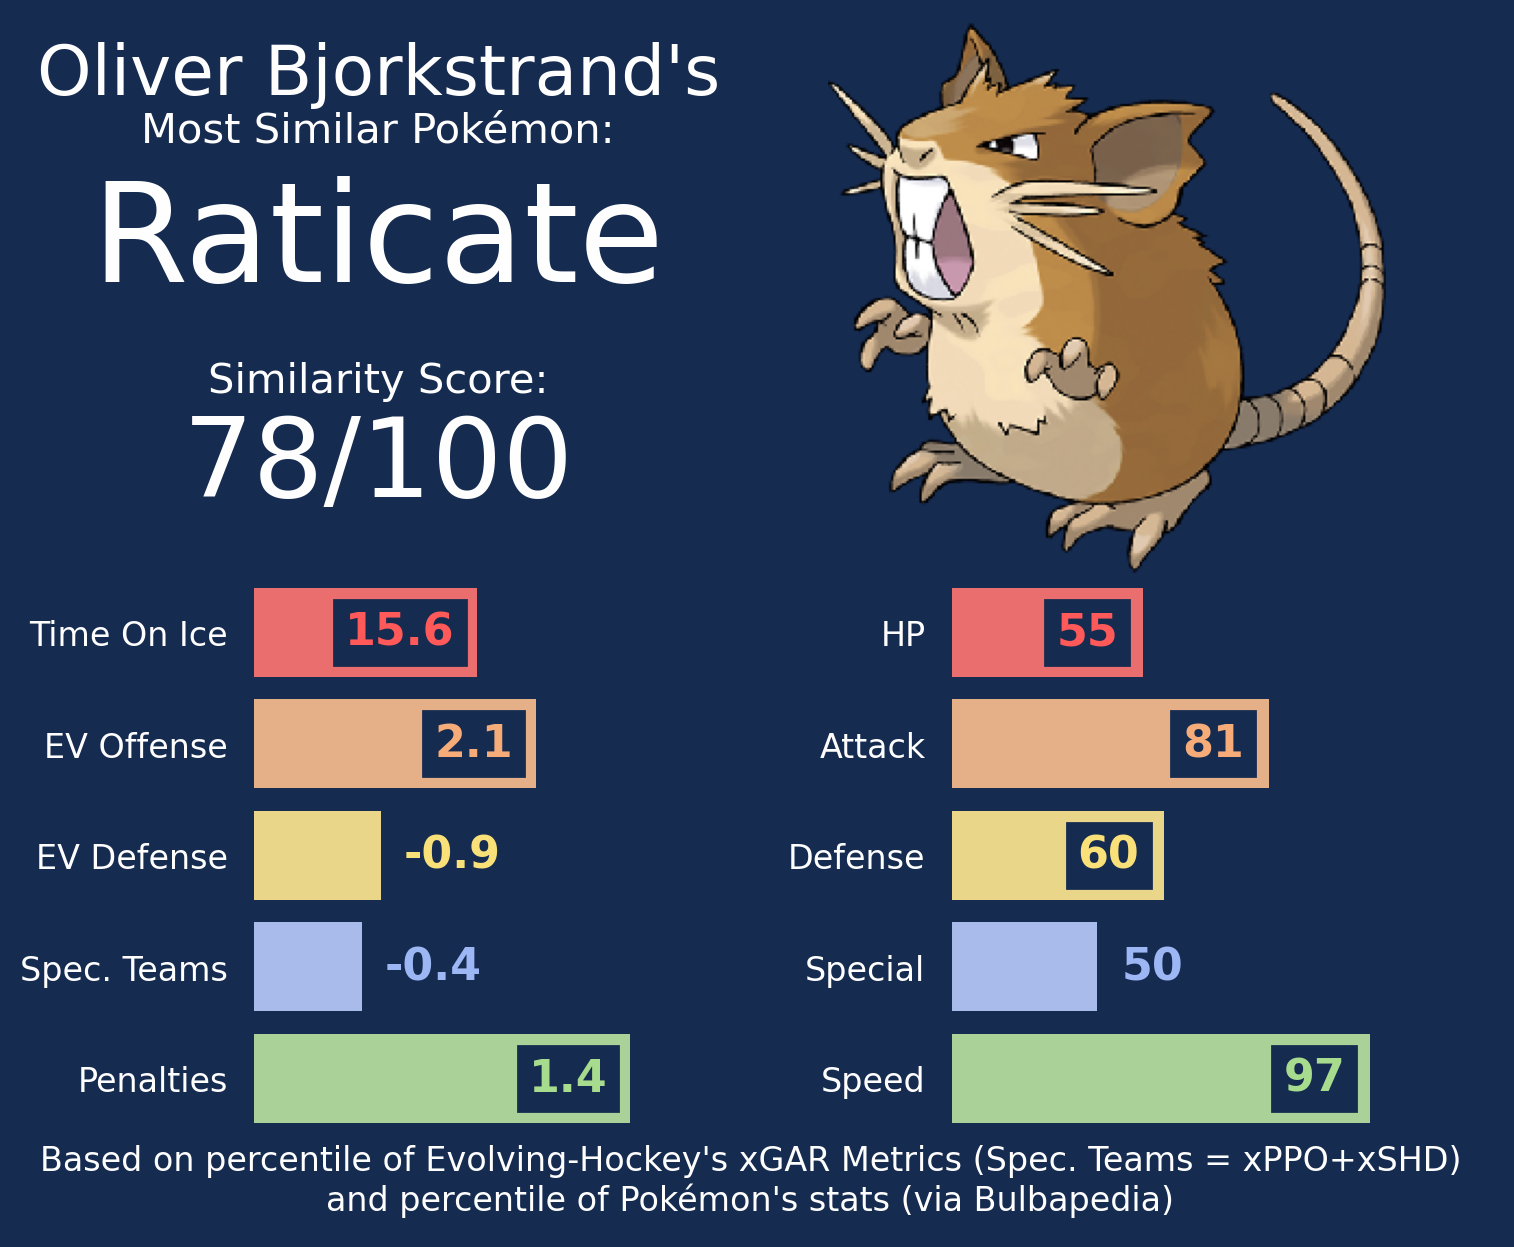 Oliver Bjorkstrand's
Most Similar Pokémon:
Raticate
Similarity Score:
78/100
Time On Ice
15.6
EV Offense
2.1
EV Defense
-0.9
Spec. Teams
-0.4
Penalties
1.4
HP
55
Attack
81
Defense
60
Special
50
Speed
97
Based on percentile of Evolving-Hockey's xGAR Metrics (Spec. Teams = xPPO+xSHD)
and percentile of Pokémon's stats (via Bulbapedia)